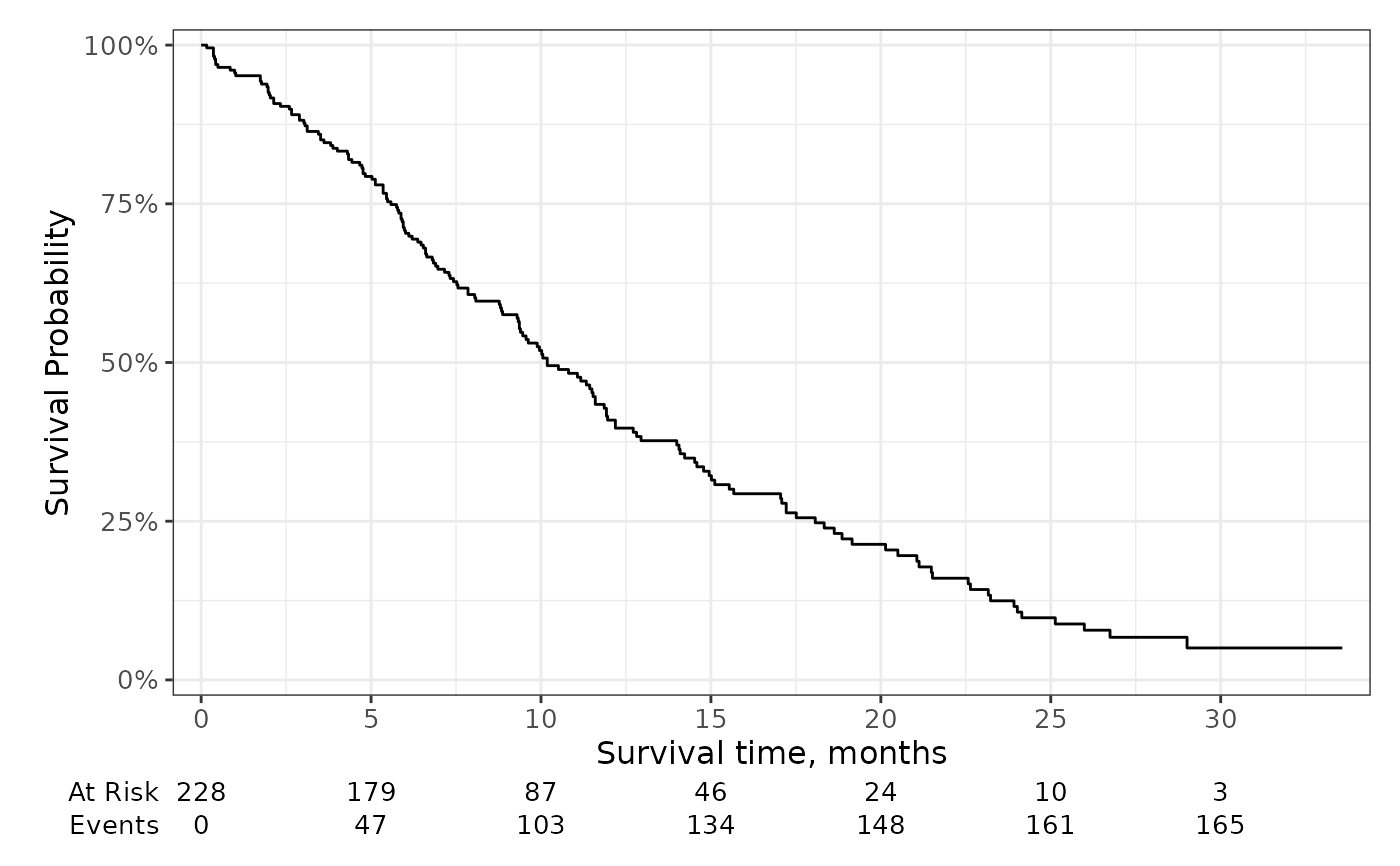 100%
75%
50%
25%
0%
Survival Probability
0 5 10 15 20 25 30
Survival time, months
At Risk 228 179 87 46 24 10 3
Events 0 47 103 134 148 161 165